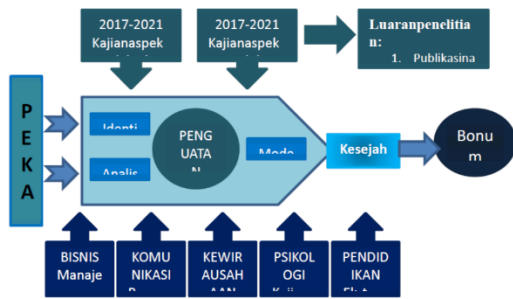 2017-2021
Kajianaspek
2017-2021
Kajianaspek
Luaranpenelitia
n:
1. Publikasina
P
E
K
A
Identi
Analis
PENG
UATA
N
Mode
Kesejah
Bonu
m
BISNIS
Manaje
KOMU
NIKASI
KEWIR
AUSAH
AAN
PSIKOL
OGI
PENDID
IKAN